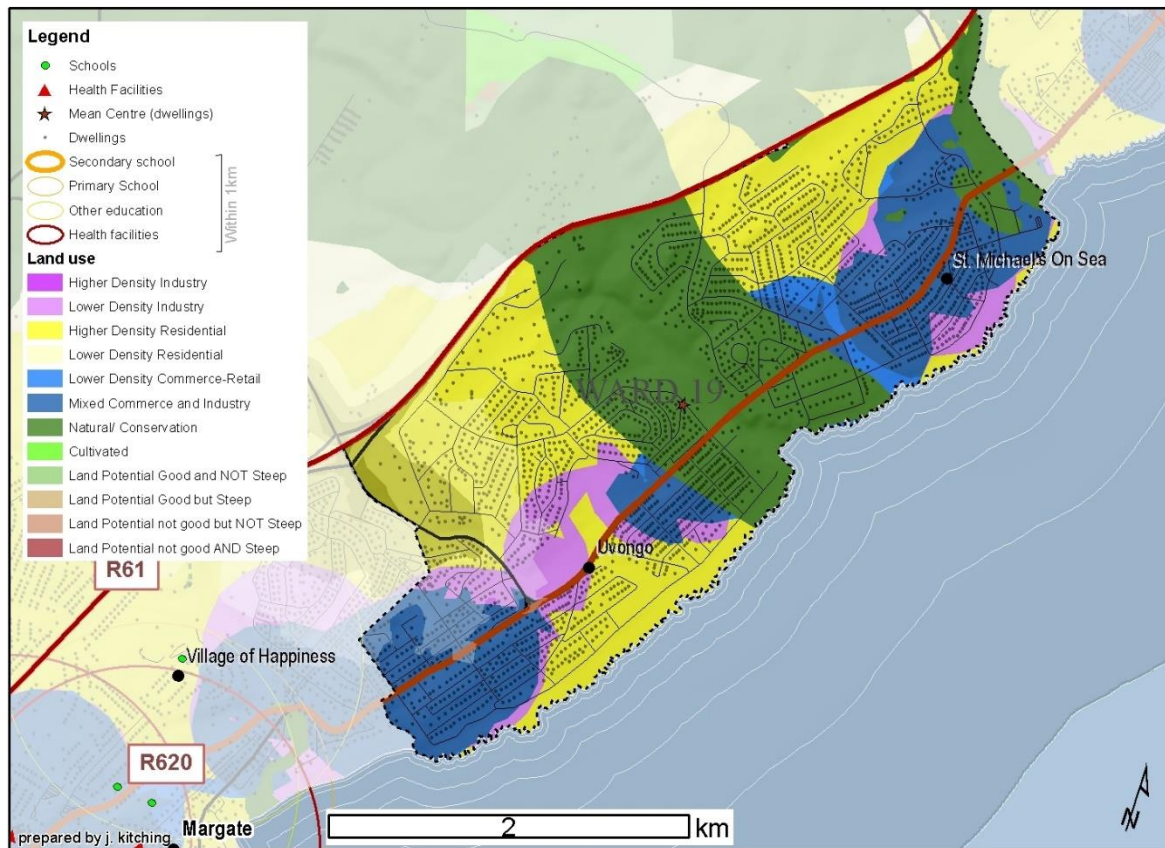 Legend
Schools
Health Facilities
Mean Centre (dwellings)
Dwellings
Secondary school
Primary School
Other education
Health facilities
Within 1km
Land use
Higher Density Industry
Lower Density Industry
Higher Density Residential
Lower Density Residential
Lower Density Commerce-Retail
Mixed Commerce and Industry
Natural/ Conservation
Cultivated
Land Potential Good and NOT Steep
Land Potential Good but Steep
Land Potential not good but NOT Steep
Land Potential not good AND Steep
St. Michael's On Sea
WARD 19
Uvongo
R61
Village of Happiness
R620
Margate
prepared by j. kitching
2
km
N